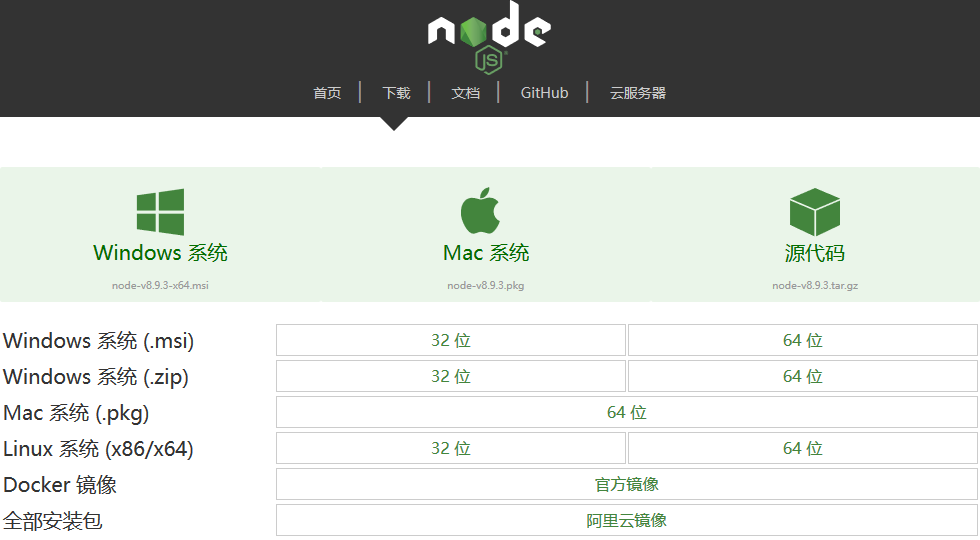 node
JS
首页 | 下载 | 文档 | GitHub | 云服务器
Windows 系统 Mac 系统 源代码
node-v8.9.3-x64.msi node-v8.9.3.pkg node-v8.9.3.tar.gz
Windows 系统 (.msi) 32 位 64 位
Windows 系统 (.zip) 32 位 64 位
Mac 系统 (.pkg) 64 位
Linux 系统 (x86/x64) 32 位 64 位
Docker 镜像 官方镜像
全部安装包 阿里云镜像